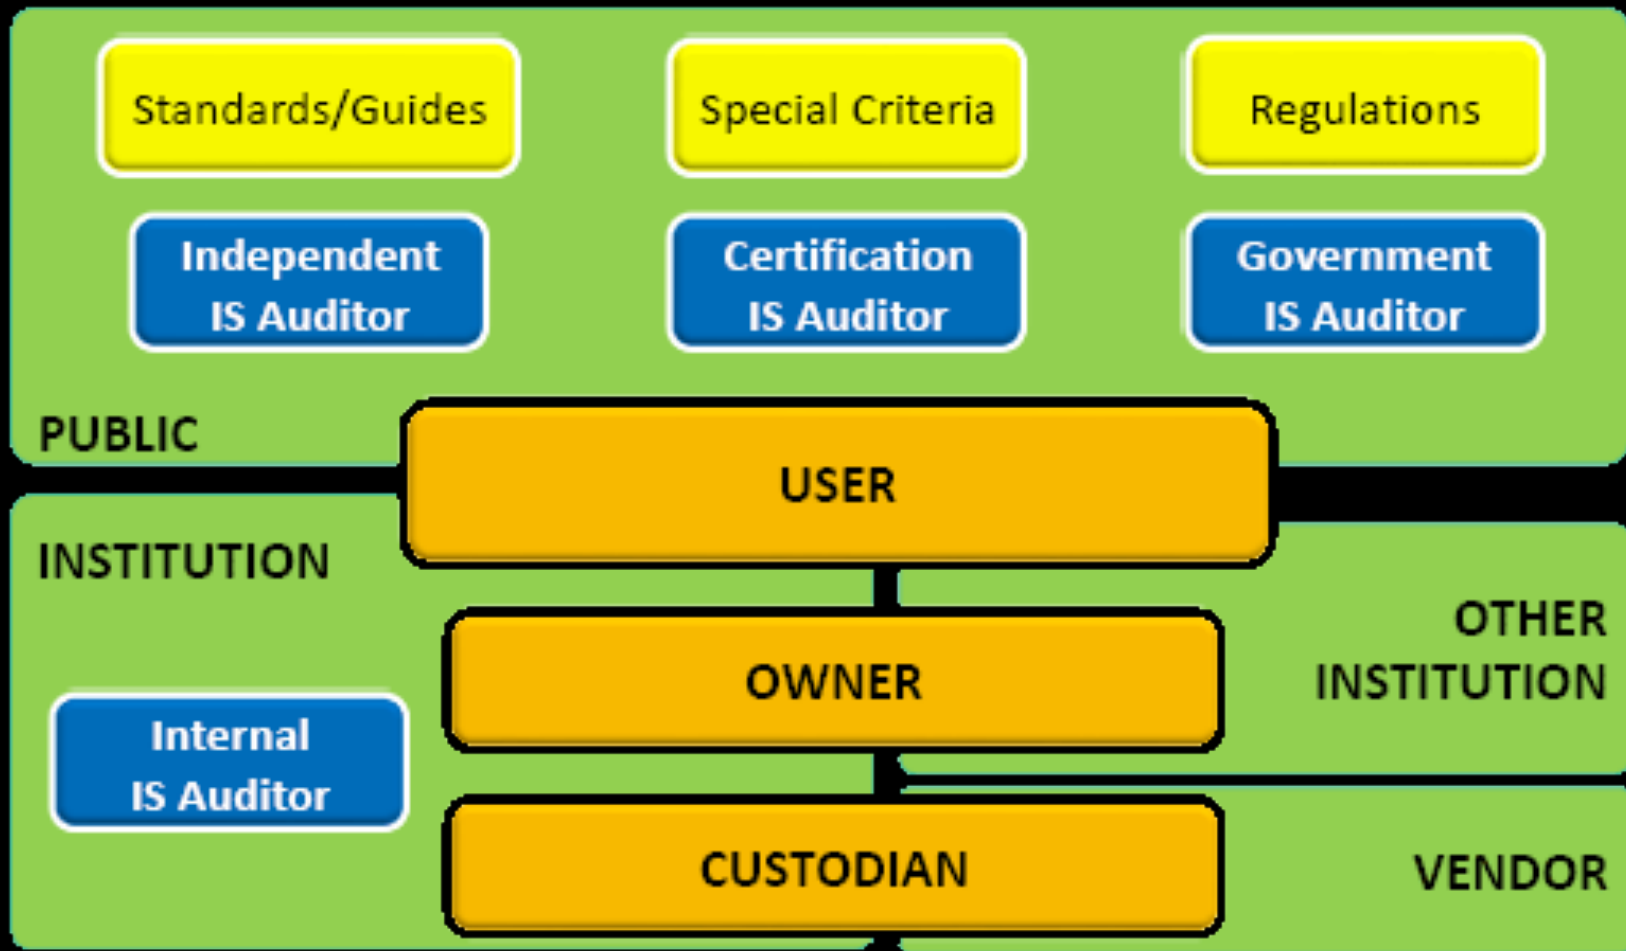 Standards/Guides
Special Criteria
Regulations
Independent
IS Auditor
Certification
IS Auditor
Government
IS Auditor
PUBLIC
USER
INSTITUTION
OTHER
INSTITUTION
OWNER
Internal
IS Auditor
CUSTODIAN
VENDOR